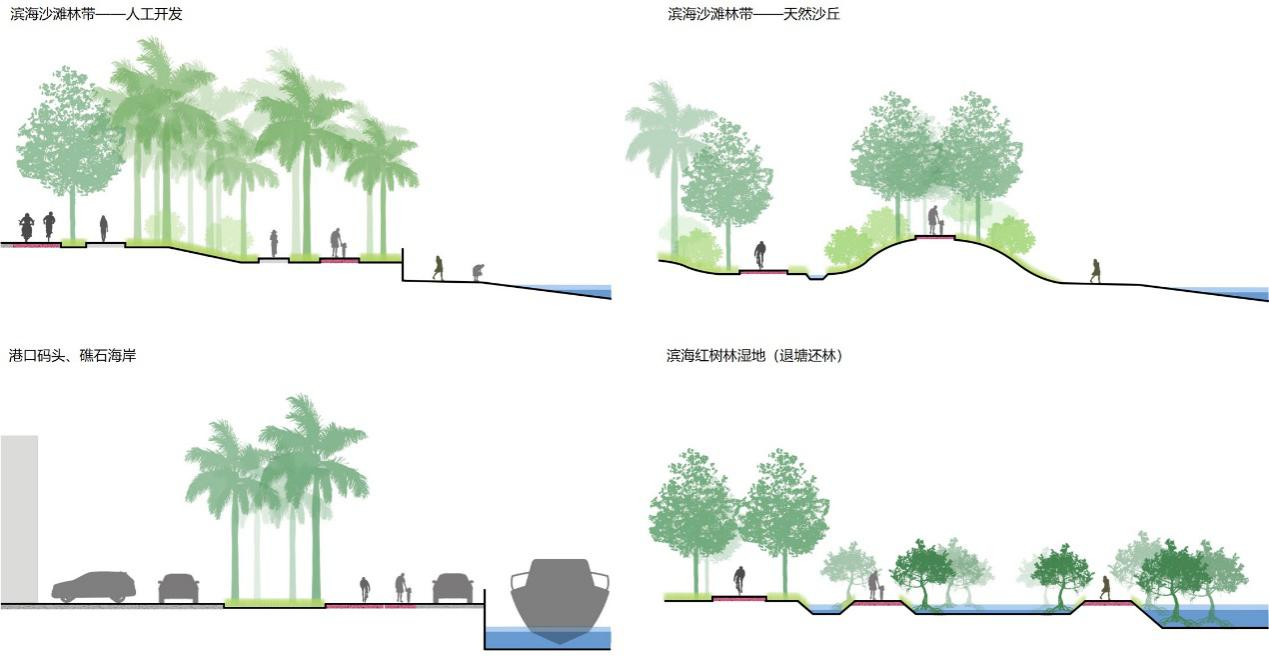 滨海沙滩林带——人工开发
滨海沙滩林带——天然沙丘
港口码头、礁石海岸
滨海红树林湿地（退塘还林）